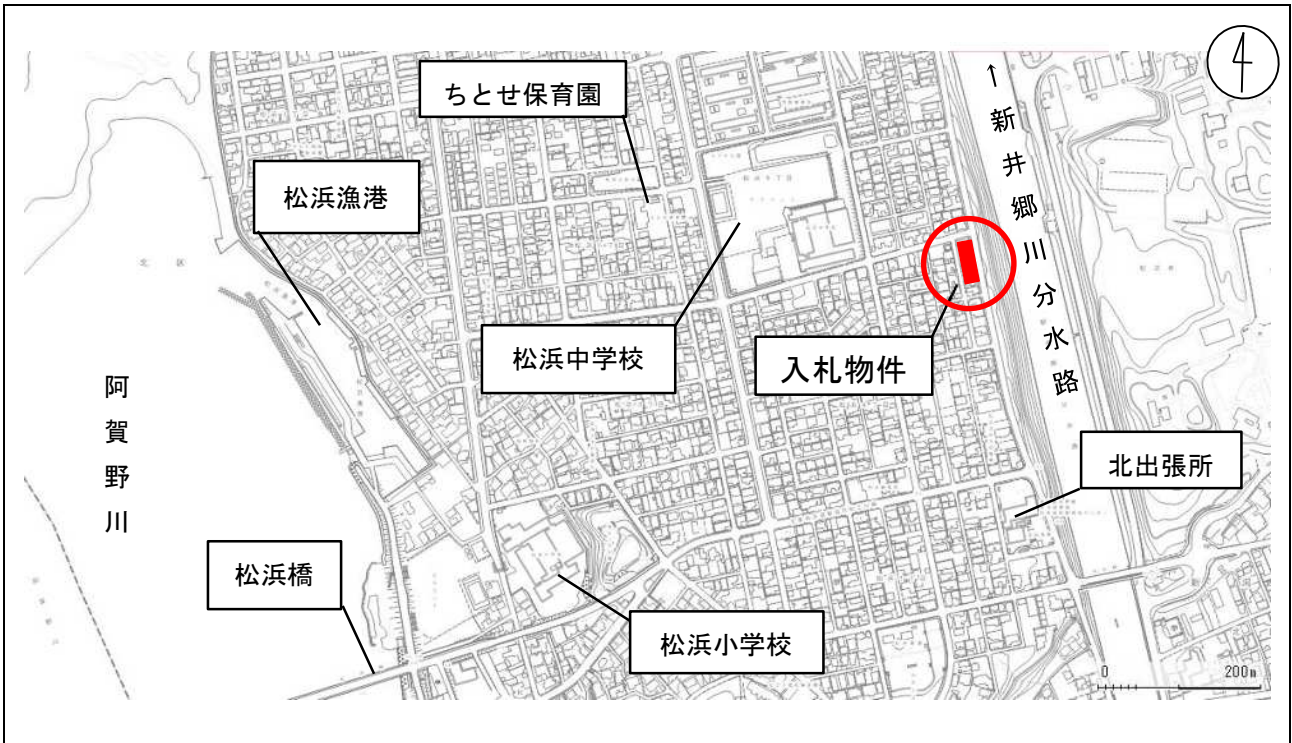 ちとせ保育園
松浜漁港
↑新井郷川分水路
松浜中学校
入札物件
阿賀野川
北出張所
松浜橋
松浜小学校
0 200m